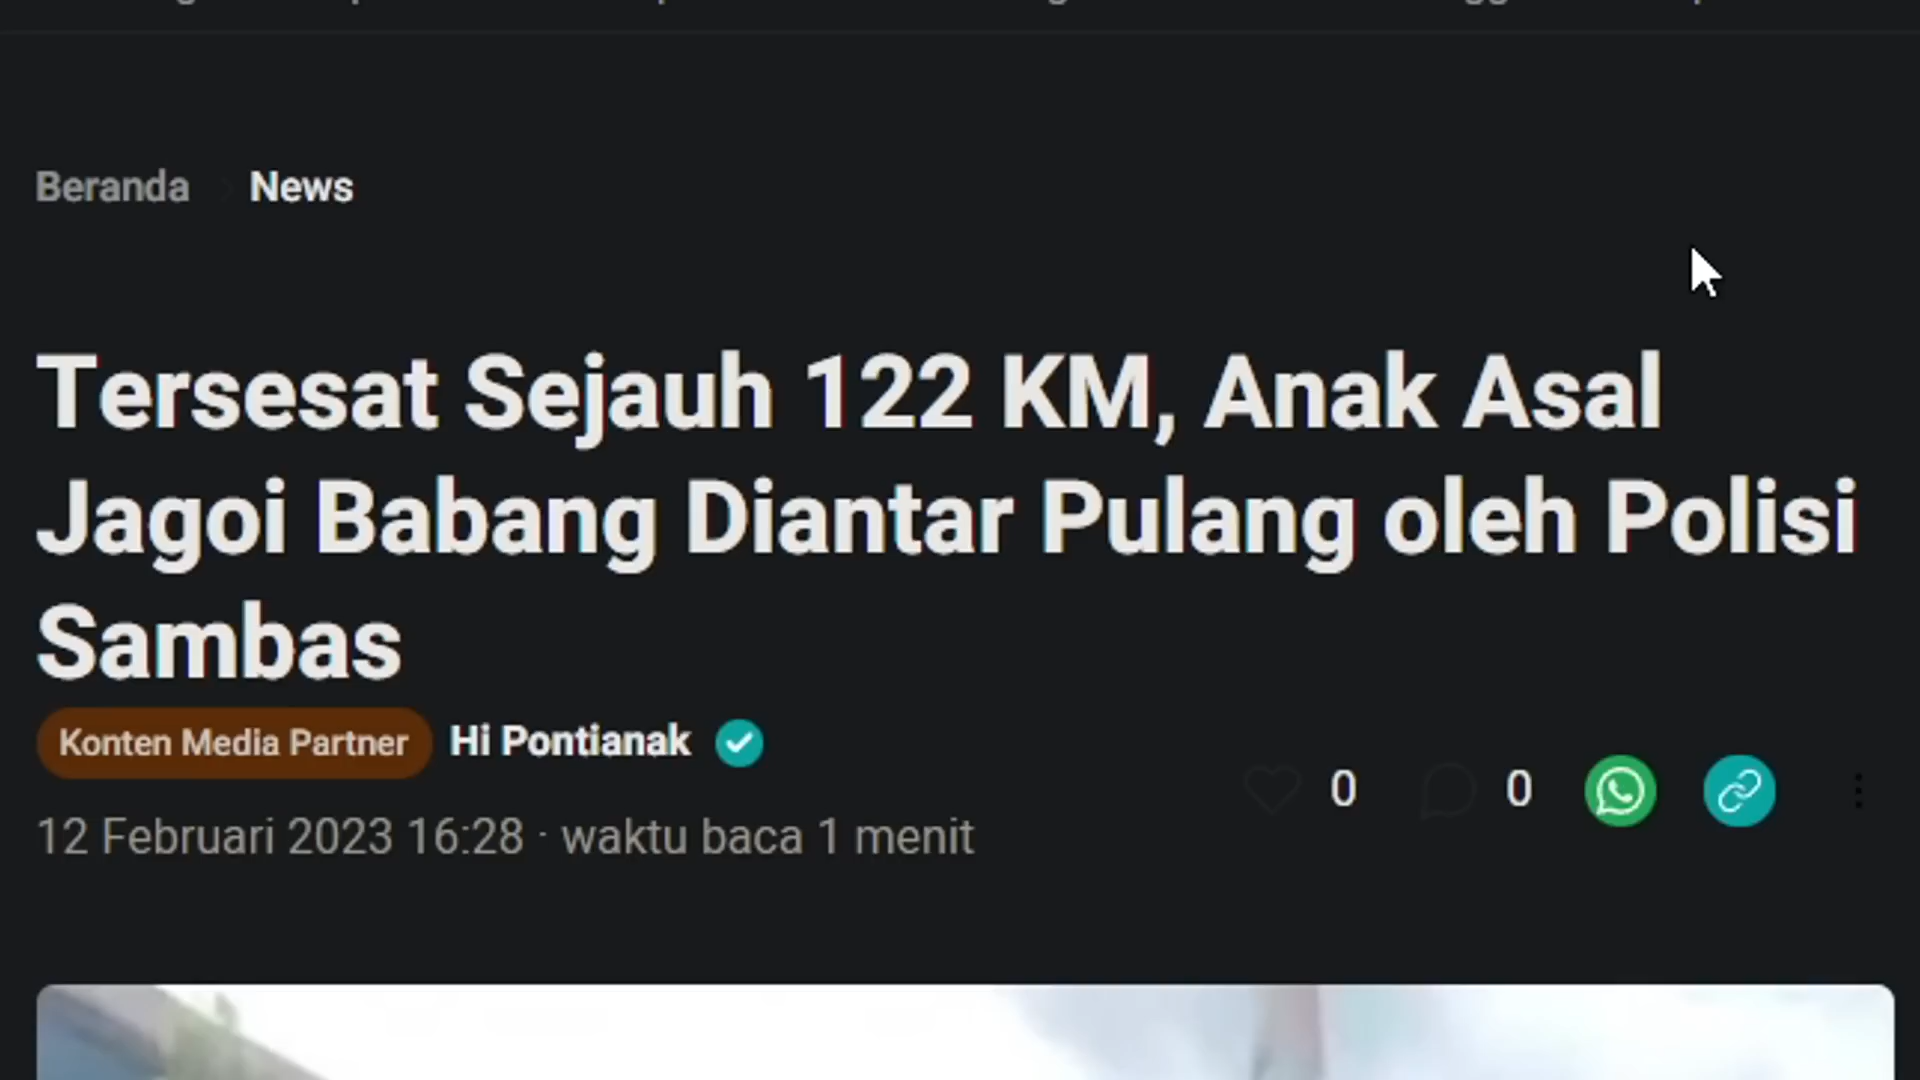 Beranda News
Tersesat Sejauh 122 KM, Anak Asal
Jagoi Babang Diantar Pulang oleh Polisi
Sambas
Konten Media Partner Hi Pontianak
0 0
12 Februari 2023 16:28 · waktu baca 1 menit